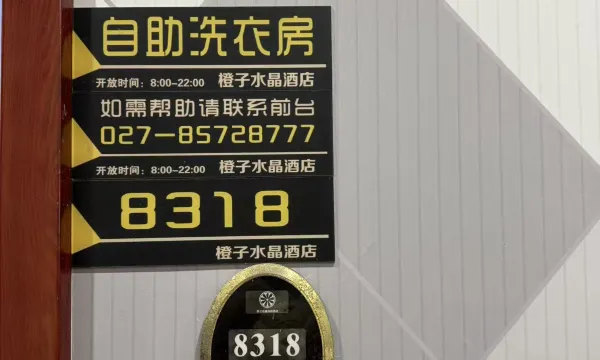 自助洗衣房
开放时间：8:00-22:00 橙子水晶酒店
如需帮助请联系前台
027-85728777
开放时间：8:00-22:00 橙子水晶酒店
8318
橙子水晶酒店
8318